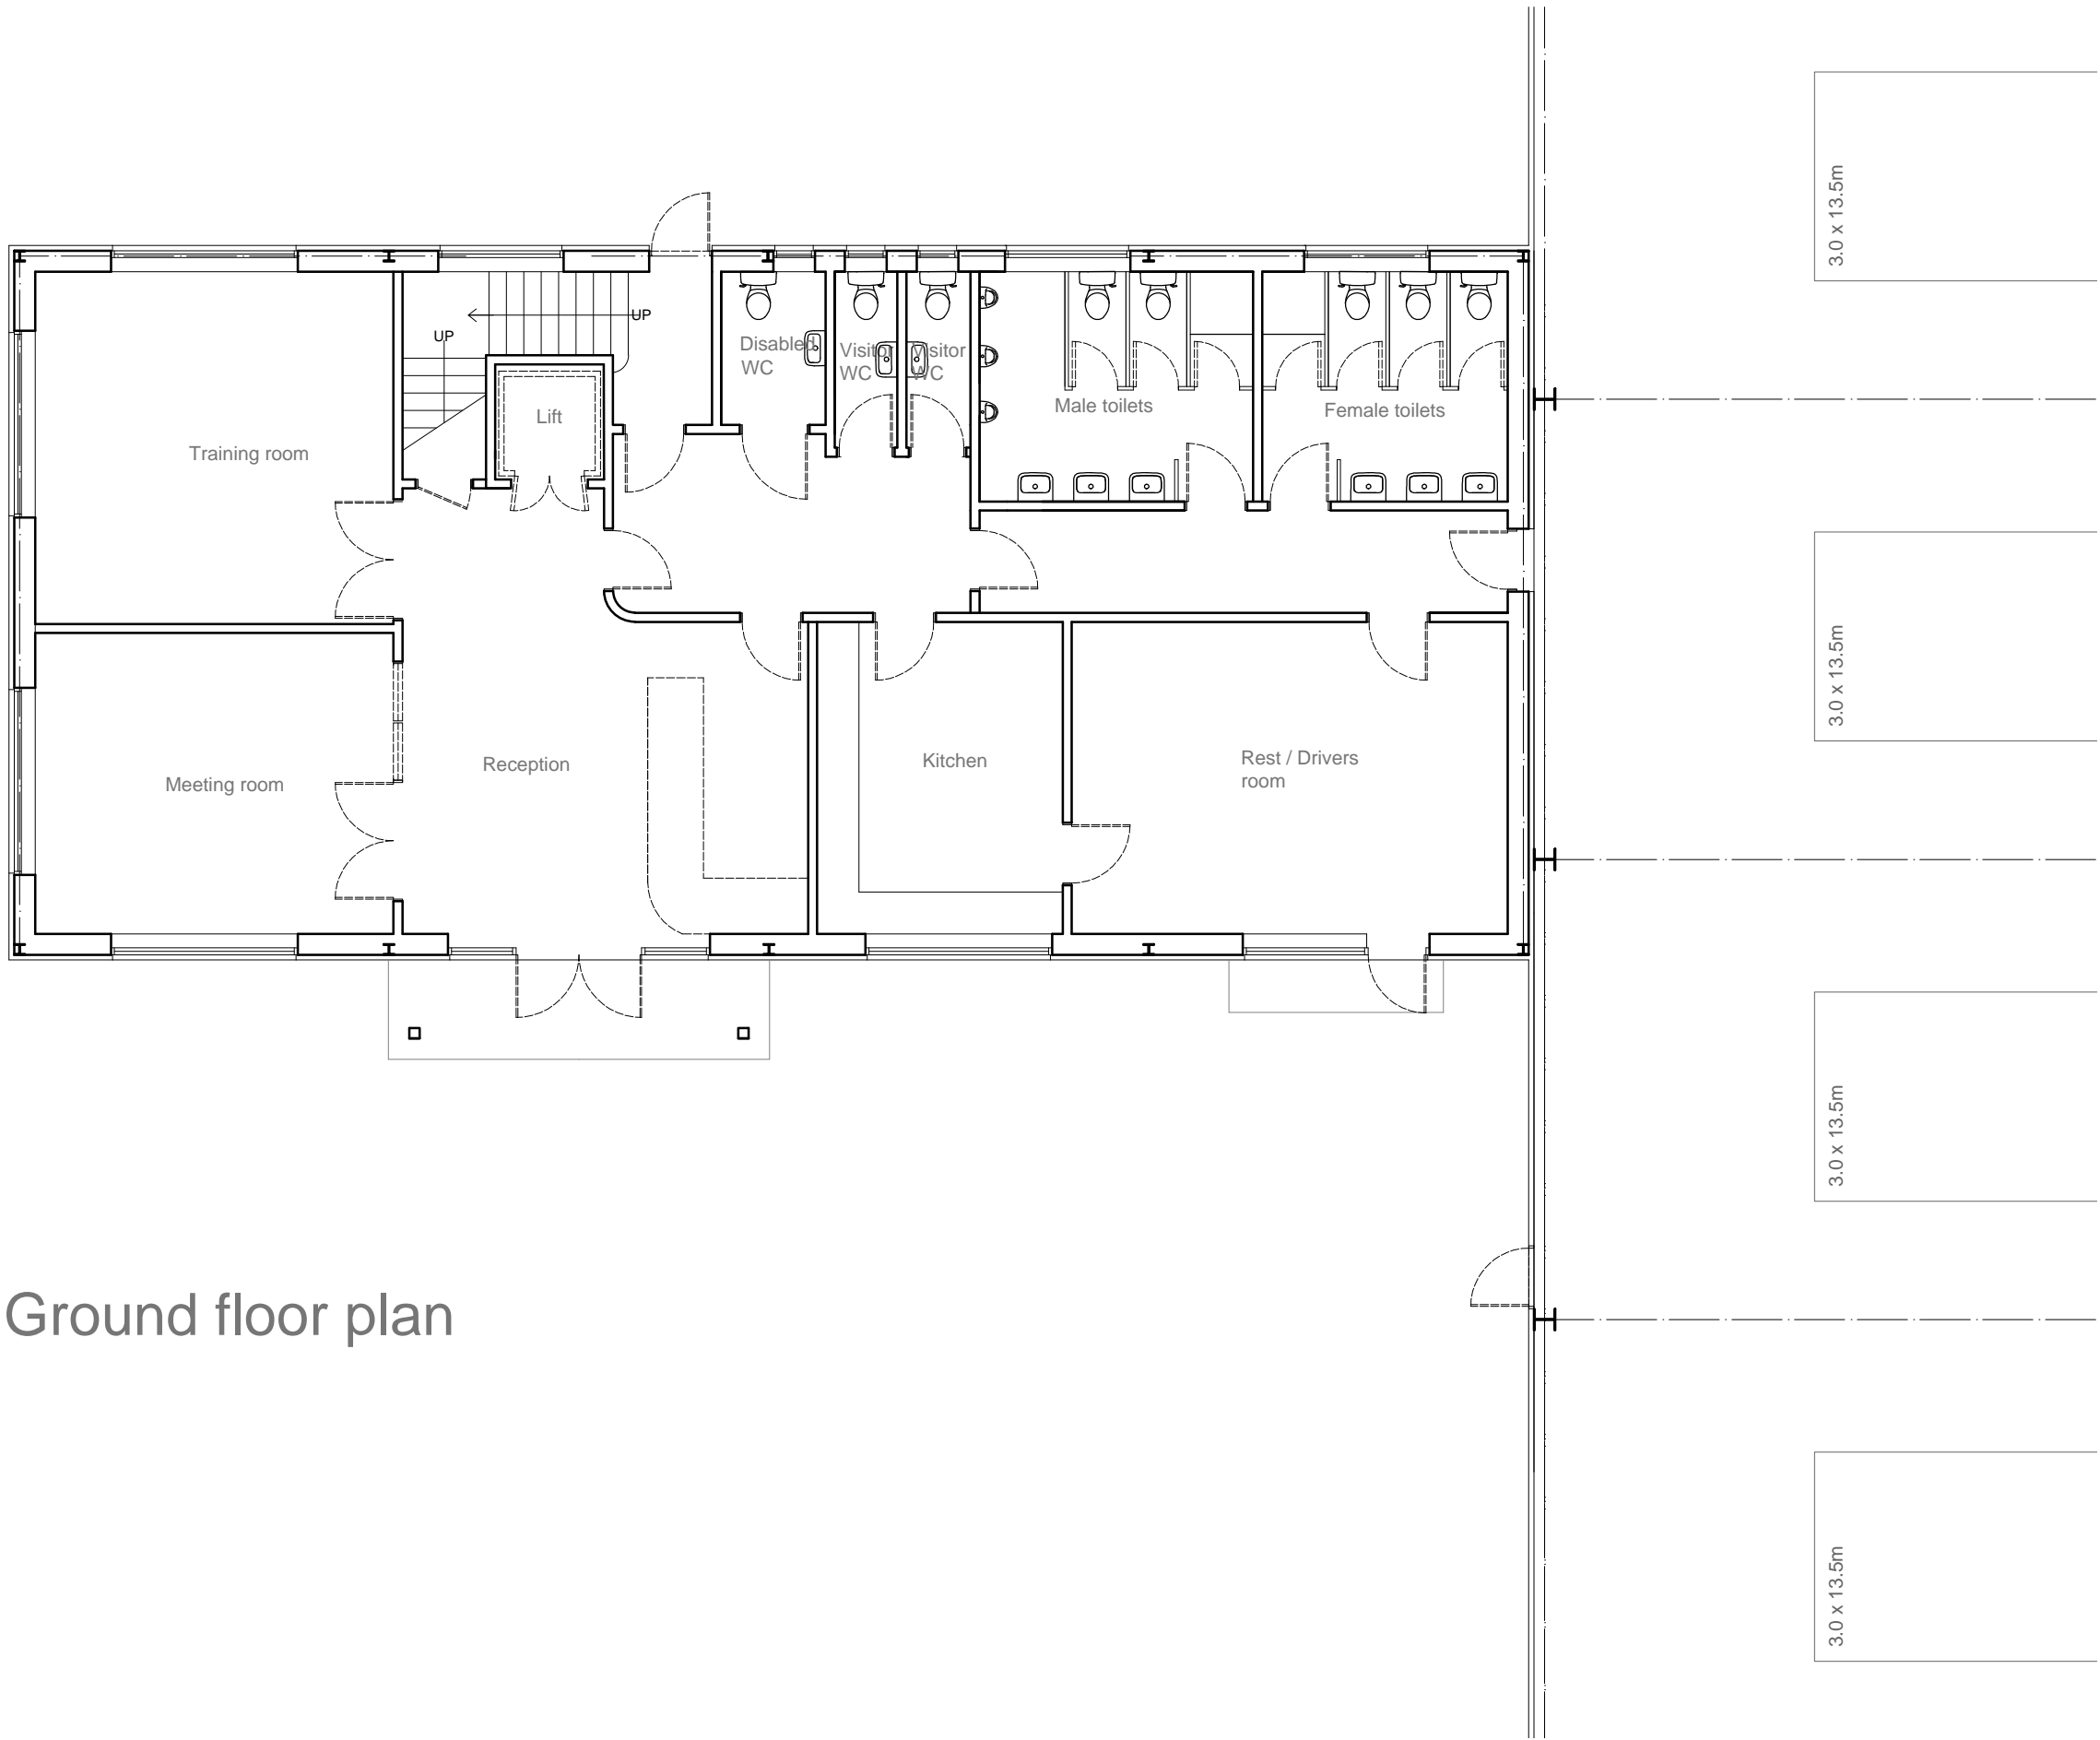 3.0 x 13.5m
UP
UP
Disabled
WC
Visitor
WC
Visitor
WC
Lift
Male toilets
Female toilets
Training room
3.0 x 13.5m
Meeting room
Reception
Kitchen
Rest / Drivers
room
3.0 x 13.5m
Ground floor plan
3.0 x 13.5m